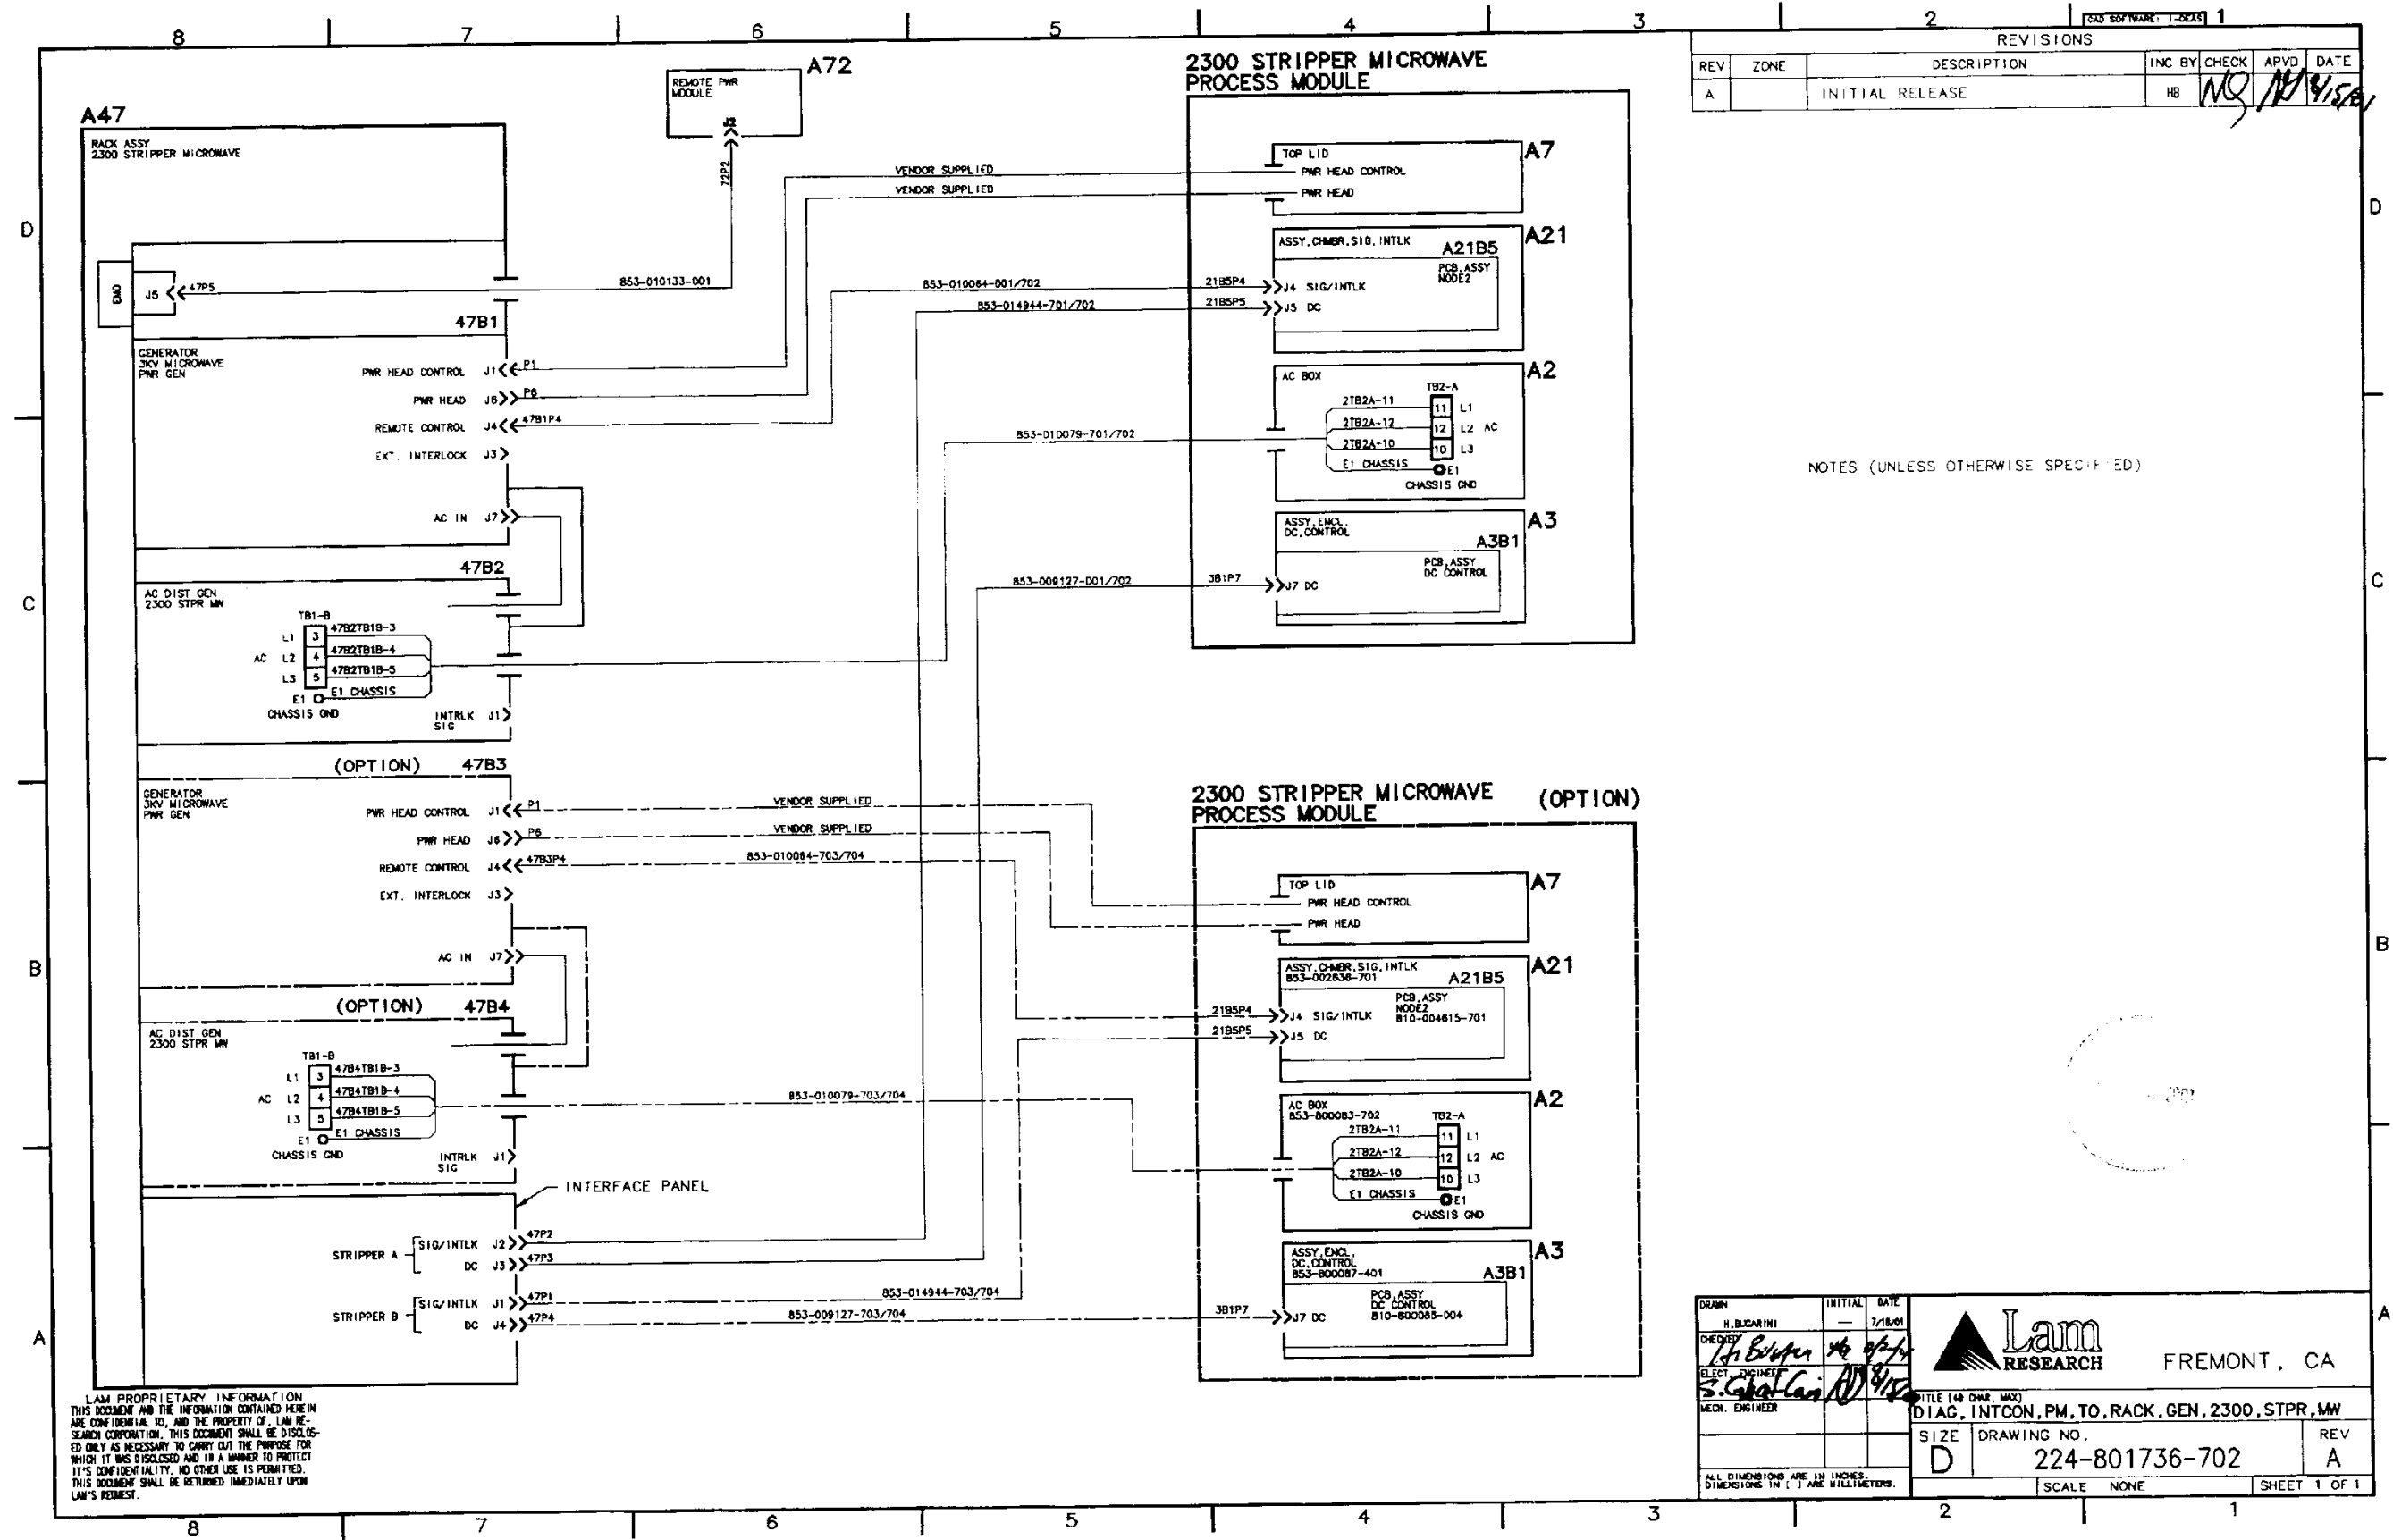 8
7
6
5
4
3
2
1
CAD SOFTWARE: I-DEAS
REVISIONS
REV ZONE DESCRIPTION INC BY CHECK APVD DATE
A INITIAL RELEASE HB
A72
REMOTE PWR
MODULE
J2
72P2
A47
RACK ASSY
2300 STRIPPER MICROWAVE
EMO
J5
47P5
853-010133-001
47B1
GENERATOR
3KV MICROWAVE
PWR GEN
PWR HEAD CONTROL J1 P1
PWR HEAD J6 P6
REMOTE CONTROL J4 47B1P4
EXT. INTERLOCK J3
AC IN J7
47B2
AC DIST GEN
2300 STPR MW
TB1-B
L1 3 47B2TB1B-3
AC L2 4 47B2TB1B-4
L3 5 47B2TB1B-5
E1 E1 CHASSIS
CHASSIS GND
INTRLK J1
SIG
(OPTION) 47B3
GENERATOR
3KV MICROWAVE
PWR GEN
PWR HEAD CONTROL J1 P1
PWR HEAD J6 P6
REMOTE CONTROL J4 47B3P4
EXT. INTERLOCK J3
AC IN J7
(OPTION) 47B4
AC DIST GEN
2300 STPR MW
TB1-B
L1 3 47B4TB1B-3
AC L2 4 47B4TB1B-4
L3 5 47B4TB1B-5
E1 E1 CHASSIS
CHASSIS GND
INTRLK J1
SIG
INTERFACE PANEL
STRIPPER A
SIG/INTLK J2 47P2
DC J3 47P3
STRIPPER B
SIG/INTLK J1 47P1
DC J4 47P4
VENDOR SUPPLIED
VENDOR SUPPLIED
853-010064-001/702
853-014944-701/702
853-010079-701/702
853-009127-001/702
VENDOR SUPPLIED
VENDOR SUPPLIED
853-010064-703/704
853-010079-703/704
853-014944-703/704
853-009127-703/704
2300 STRIPPER MICROWAVE
PROCESS MODULE
A7
TOP LID
PWR HEAD CONTROL
PWR HEAD
A21
ASSY,CHMBR,SIG,INTLK
A21B5
PCB,ASSY
NODE2
21B5P4 J4 SIG/INTLK
21B5P5 J5 DC
A2
AC BOX
TB2-A
2TB2A-11 11 L1
2TB2A-12 12 L2 AC
2TB2A-10 10 L3
E1 CHASSIS E1
CHASSIS GND
A3
ASSY,ENCL,
DC,CONTROL
A3B1
PCB,ASSY
DC CONTROL
3B1P7 J7 DC
2300 STRIPPER MICROWAVE (OPTION)
PROCESS MODULE
A7
TOP LID
PWR HEAD CONTROL
PWR HEAD
A21
ASSY,CHMBR,SIG,INTLK
853-002636-701
A21B5
PCB,ASSY
NODE2
810-004615-701
21B5P4 J4 SIG/INTLK
21B5P5 J5 DC
A2
AC BOX
853-800083-702
TB2-A
2TB2A-11 11 L1
2TB2A-12 12 L2 AC
2TB2A-10 10 L3
E1 CHASSIS E1
CHASSIS GND
A3
ASSY,ENCL,
DC,CONTROL
853-800087-401
A3B1
PCB,ASSY
DC CONTROL
810-800085-004
3B1P7 J7 DC
NOTES (UNLESS OTHERWISE SPECIFIED)
D
C
B
A
D
C
B
A
LAM PROPRIETARY INFORMATION
THIS DOCUMENT AND THE INFORMATION CONTAINED HEREIN
ARE CONFIDENTIAL TO, AND THE PROPERTY OF, LAM RE-
SEARCH CORPORATION. THIS DOCUMENT SHALL BE DISCLOS-
ED ONLY AS NECESSARY TO CARRY OUT THE PURPOSE FOR
WHICH IT WAS DISCLOSED AND IN A MANNER TO PROTECT
IT'S CONFIDENTIALITY. NO OTHER USE IS PERMITTED.
THIS DOCUMENT SHALL BE RETURNED IMMEDIATELY UPON
LAM'S REQUEST.
DRAWN INITIAL DATE
H.BUCARINI — 7/18/01
CHECKED
ELECT. ENGINEER
MECH. ENGINEER
ALL DIMENSIONS ARE IN INCHES.
DIMENSIONS IN [ ] ARE MILLIMETERS.
Lam
RESEARCH
FREMONT, CA
TITLE (48 CHAR. MAX)
DIAG,INTCON,PM,TO,RACK,GEN,2300,STPR,MW
SIZE DRAWING NO. REV
D 224-801736-702 A
SCALE NONE SHEET 1 OF 1
8
7
6
5
4
3
2
1